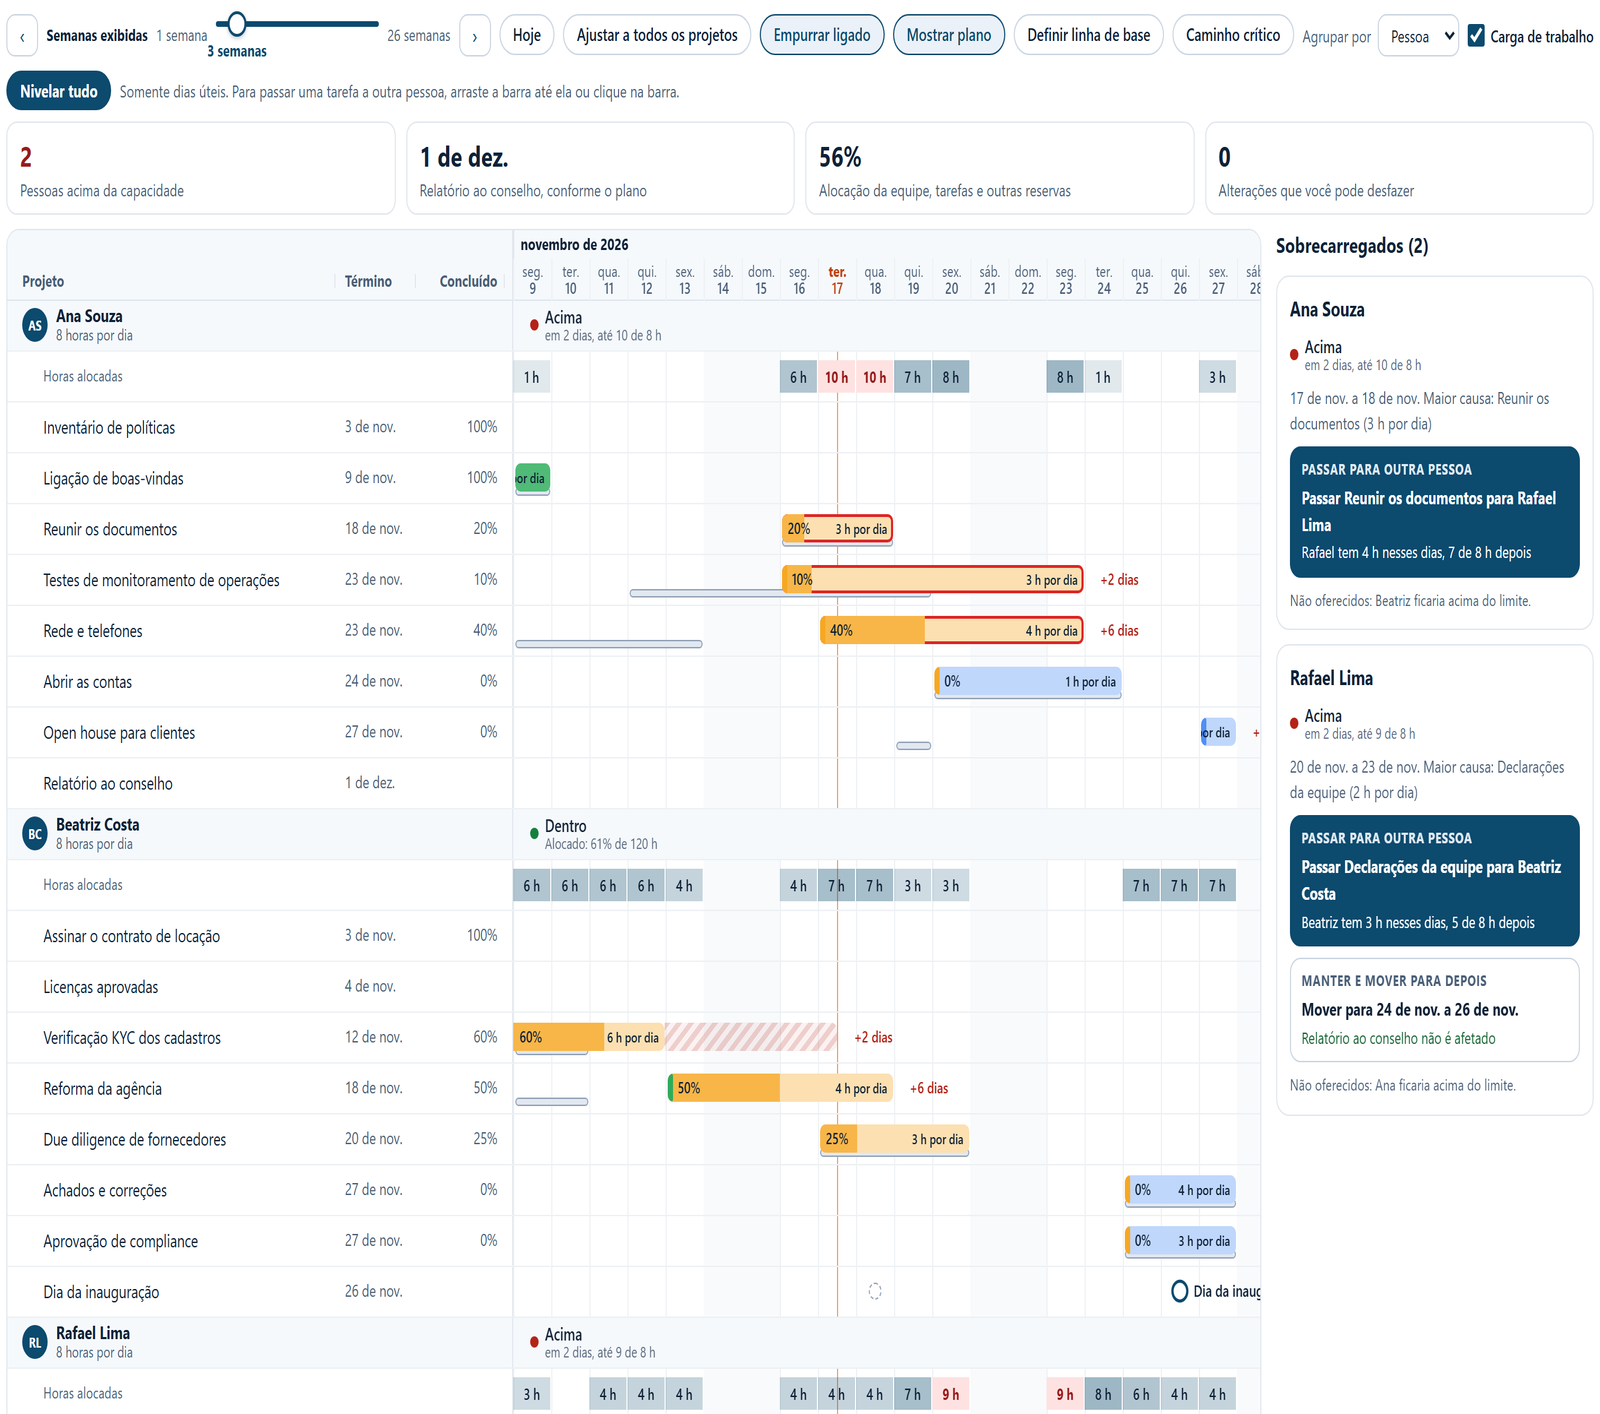 ‹ Semanas exibidas 1 semana 26 semanas › Hoje Ajustar a todos os projetos Empurrar ligado Mostrar plano Definir linha de base Caminho crítico Agrupar por Pessoa Carga de trabalho
3 semanas
Nivelar tudo Somente dias úteis. Para passar uma tarefa a outra pessoa, arraste a barra até ela ou clique na barra.
2
Pessoas acima da capacidade
1 de dez.
Relatório ao conselho, conforme o plano
56%
Alocação da equipe, tarefas e outras reservas
0
Alterações que você pode desfazer
novembro de 2026
Projeto Término Concluído
seg. ter. qua. qui. sex. sáb. dom. seg. ter. qua. qui. sex. sáb. dom. seg. ter. qua. qui. sex. sáb
9 10 11 12 13 14 15 16 17 18 19 20 21 22 23 24 25 26 27 28
AS Ana Souza
8 horas por dia
Acima
em 2 dias, até 10 de 8 h
Horas alocadas 1 h 6 h 10 h 10 h 7 h 8 h 8 h 1 h 3 h
Inventário de políticas 3 de nov. 100%
Ligação de boas-vindas 9 de nov. 100% por dia
Reunir os documentos 18 de nov. 20% 20% 3 h por dia
Testes de monitoramento de operações 23 de nov. 10% 10% 3 h por dia +2 dias
Rede e telefones 23 de nov. 40% 40% 4 h por dia +6 dias
Abrir as contas 24 de nov. 0% 0% 1 h por dia
Open house para clientes 27 de nov. 0% por dia +
Relatório ao conselho 1 de dez.
BC Beatriz Costa
8 horas por dia
Dentro
Alocado: 61% de 120 h
Horas alocadas 6 h 6 h 6 h 6 h 4 h 4 h 7 h 7 h 3 h 3 h 7 h 7 h 7 h
Assinar o contrato de locação 3 de nov. 100%
Licenças aprovadas 4 de nov.
Verificação KYC dos cadastros 12 de nov. 60% 60% 6 h por dia +2 dias
Reforma da agência 18 de nov. 50% 50% 4 h por dia +6 dias
Due diligence de fornecedores 20 de nov. 25% 25% 3 h por dia
Achados e correções 27 de nov. 0% 0% 4 h por dia
Aprovação de compliance 27 de nov. 0% 0% 3 h por dia
Dia da inauguração 26 de nov. Dia da inaug
RL Rafael Lima
8 horas por dia
Acima
em 2 dias, até 9 de 8 h
Horas alocadas 3 h 4 h 4 h 4 h 4 h 4 h 4 h 7 h 9 h 9 h 8 h 6 h 4 h 4 h
Sobrecarregados (2)
Ana Souza
Acima
em 2 dias, até 10 de 8 h
17 de nov. a 18 de nov. Maior causa: Reunir os
documentos (3 h por dia)
PASSAR PARA OUTRA PESSOA
Passar Reunir os documentos para Rafael
Lima
Rafael tem 4 h nesses dias, 7 de 8 h depois
Não oferecidos: Beatriz ficaria acima do limite.
Rafael Lima
Acima
em 2 dias, até 9 de 8 h
20 de nov. a 23 de nov. Maior causa: Declarações
da equipe (2 h por dia)
PASSAR PARA OUTRA PESSOA
Passar Declarações da equipe para Beatriz
Costa
Beatriz tem 3 h nesses dias, 5 de 8 h depois
MANTER E MOVER PARA DEPOIS
Mover para 24 de nov. a 26 de nov.
Relatório ao conselho não é afetado
Não oferecidos: Ana ficaria acima do limite.